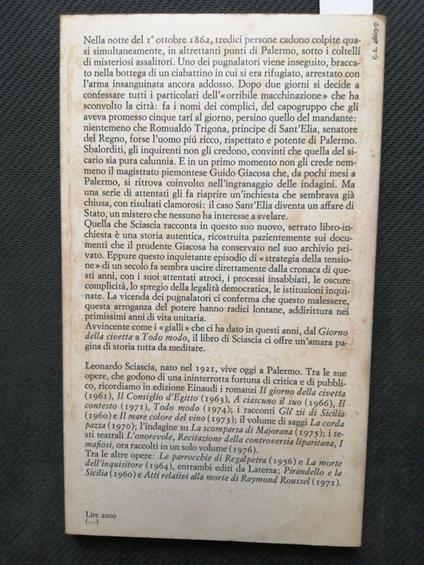 Nella notte del 1° ottobre 1862, tredici persone cadono colpite qua-
si simultaneamente, in altrettanti punti di Palermo, sotto i coltelli
di misteriosi assalitori. Uno dei pugnalatori viene inseguito, bracca-
to nella bottega di un ciabattino in cui si era rifugiato, arrestato con
l'arma insanguinata ancora addosso. Dopo due giorni si decide a
confessare tutti i particolari dell'«orribile macchinazione» che ha
sconvolto la città: fa i nomi dei complici, del capogruppo che gli
aveva promesso cinque tarí al giorno, persino quello del mandante:
nientemeno che Romualdo Trigona, principe di Sant'Elia, senatore
del Regno, forse l'uomo piú ricco, rispettato e potente di Palermo.
Sbalorditi, gli inquirenti non gli credono, convinti che quella del si-
cario sia pura calunnia. E in un primo momento non gli crede nem-
meno il magistrato piemontese Guido Giacosa che, da pochi mesi a
Palermo, si ritrova coinvolto nell'ingranaggio delle indagini. Ma
una serie di attentati gli fa riaprire un'inchiesta che sembrava già
chiusa, con risultati clamorosi: il caso Sant'Elia diventa un affare di
Stato, un mistero che nessuno ha interesse a svelare.
Quella che Sciascia racconta in questo suo nuovo, serrato libro-in-
chiesta è una storia autentica, ricostruita pazientemente sui docu-
menti che il prudente Giacosa ha conservato nel suo archivio pri-
vato. Eppure questo inquietante episodio di «strategia della tensio-
ne» di un secolo fa sembra uscire direttamente dalla cronaca di que-
sti anni, con i suoi attentati atroci, i processi insabbiati, le oscure
complicità, lo spregio della legalità democratica, le istituzioni inqui-
nate. La vicenda dei pugnalatori ci conferma che questo malessere,
questa arroganza del potere hanno radici lontane, addirittura nei
primissimi anni di vita unitaria.
Avvincente come i «gialli» che ci ha dato in questi anni, dal Giorno
della civetta a Todo modo, il libro di Sciascia ci offre un'amara pa-
gina di storia tutta da meditare.
Leonardo Sciascia, nato nel 1921, vive oggi a Palermo. Tra le sue
opere, che godono di una ininterrotta fortuna di critica e di pubbli-
co, ricordiamo in edizione Einaudi i romanzi Il giorno della civetta
(1961), Il Consiglio d'Egitto (1963), A ciascuno il suo (1966), Il
contesto (1971), Todo modo (1974); i racconti Gli zii di Sicilia
(1960) e Il mare colore del vino (1973); il volume di saggi La corda
pazza (1970); l'indagine su La scomparsa di Majorana (1975); i te-
sti teatrali L'onorevole, Recitazione della controversia liparitana, I
mafiosi, ora raccolti in un solo volume (1976).
Tra le altre opere: Le parrocchie di Regalpetra (1956) e La morte
dell'inquisitore (1964), entrambi editi da Laterza; Pirandello e la
Sicilia (1960) e Atti relativi alla morte di Raymond Roussel (1971).
Lire 2000
(...)